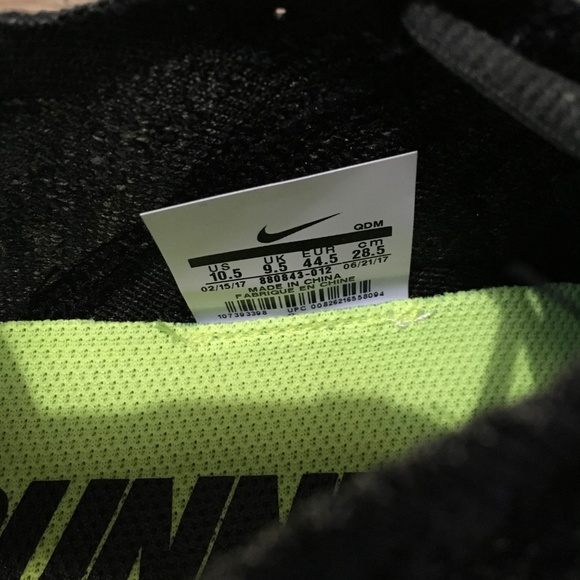 QDM
US UK EUR cm
10.5 9.5 44.5 28.5
02/15/17 880843-012 06/21/17
MADE IN CHINA
FABRIQUE EN CHINE
107393398 UPC 00826216558094
RUNN